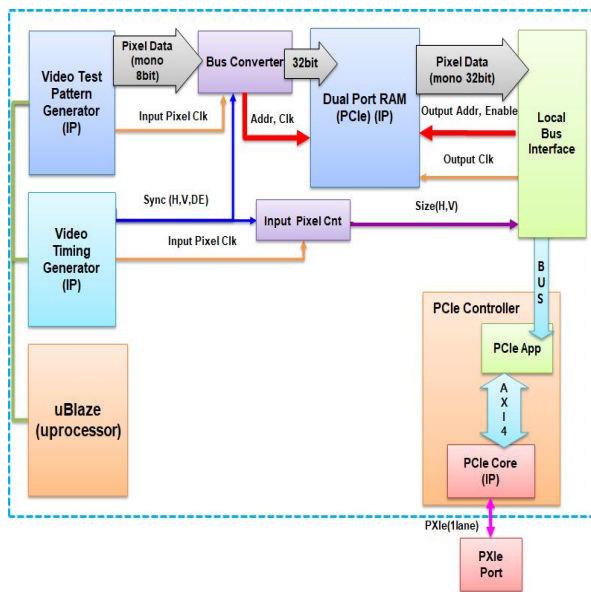 Pixel Data
(mono
8bit)
Bus Converter
32bit
Pixel Data
(mono 32bit)
Video Test
Pattern
Generator
(IP)
Dual Port RAM
(PCIe) (IP)
Local
Bus
Interface
Input Pixel Clk
Addr, Clk
Output Addr, Enable
Output Clk
Video
Timing
Generator
(IP)
Sync (H,V,DE)
Input Pixel Cnt
Size(H,V)
Input Pixel Clk
BUS
PCIe Controller
PCIe App
AXI4
uBlaze
(uprocessor)
PCIe Core
(IP)
PXIe(1lane)
PXIe
Port